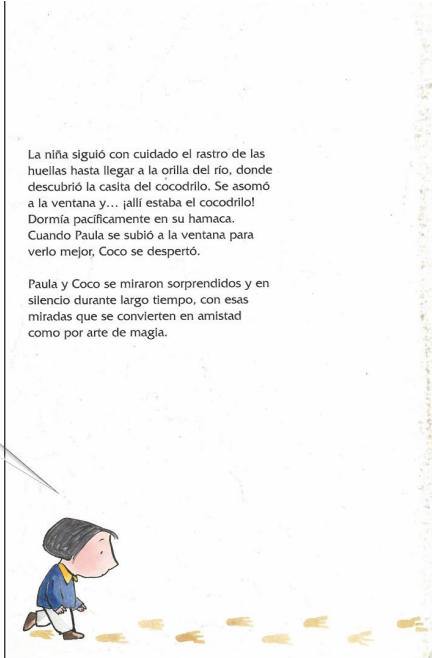 La niña siguió con cuidado el rastro de las
huellas hasta llegar a la orilla del río, donde
descubrió la casita del cocodrilo. Se asomó
a la ventana y... ¡allí estaba el cocodrilo!
Dormía pacíficamente en su hamaca.
Cuando Paula se subió a la ventana para
verlo mejor, Coco se despertó.
Paula y Coco se miraron sorprendidos y en
silencio durante largo tiempo, con esas
miradas que se convierten en amistad
como por arte de magia.